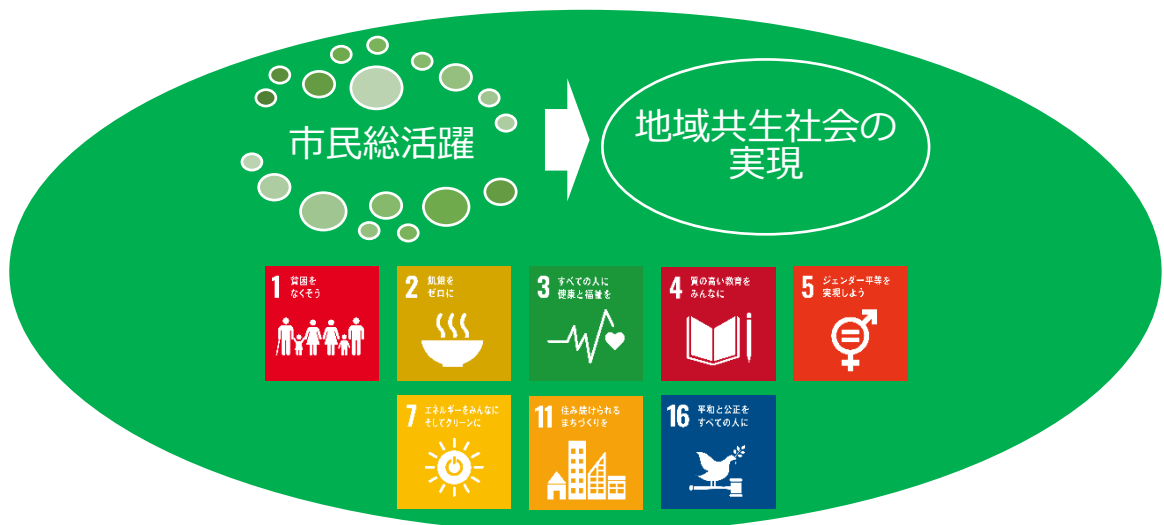 市民総活躍
地域共生社会の
実現
1 貧困を
なくそう
2 飢餓を
ゼロに
3 すべての人に
健康と福祉を
4 質の高い教育を
みんなに
5 ジェンダー平等を
実現しよう
7 エネルギーをみんなに
そしてクリーンに
11 住み続けられる
まちづくりを
16 平和と公正を
すべての人に